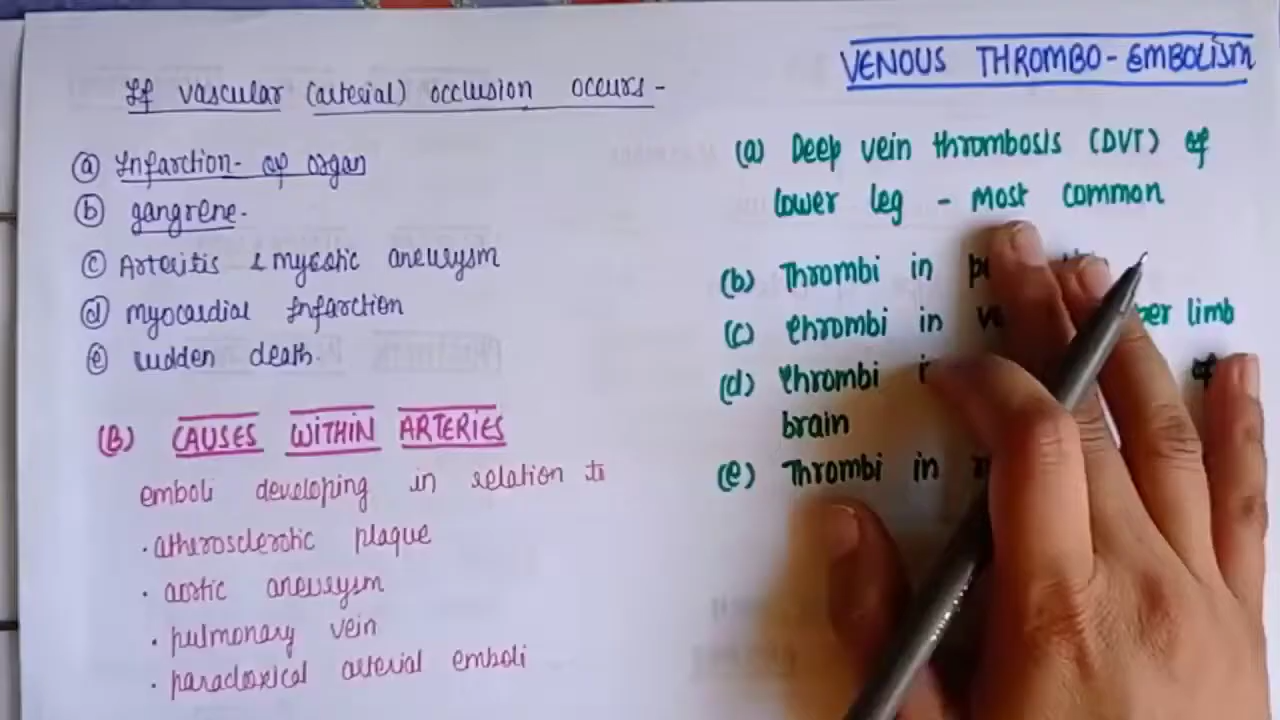 If vascular (arterial) occlusion occurs -
(a) Infarction - of organ
(b) gangrene.
(c) Arteritis & mycotic aneurysm
(d) myocardial Infarction
(e) sudden death.
(B) CAUSES WITHIN ARTERIES
emboli developing in relation to
· atherosclerotic plaque
· aortic aneurysm
· pulmonary vein
· paradoxical arterial emboli
VENOUS THROMBO-EMBOLISM
(a) Deep vein thrombosis (DVT) of
lower leg - Most common
(b) Thrombi in
(c) thrombi in limb
(d) thrombi of
brain
(e) Thrombi in